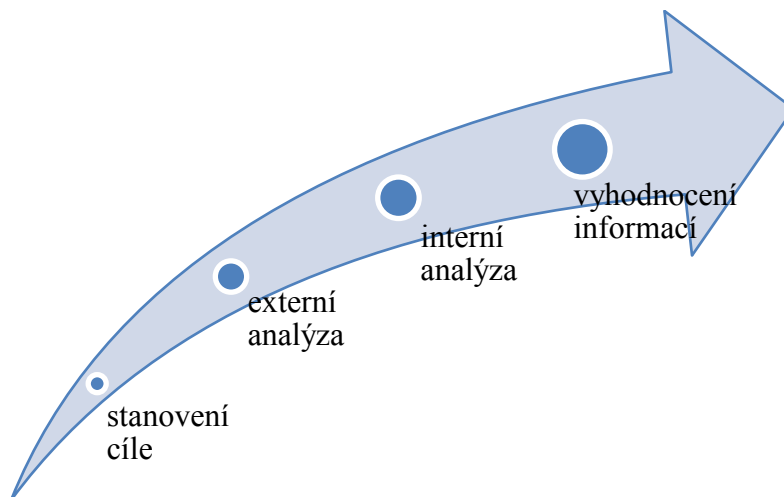 stanovení
cíle
externí
analýza
interní
analýza
vyhodnocení
informací